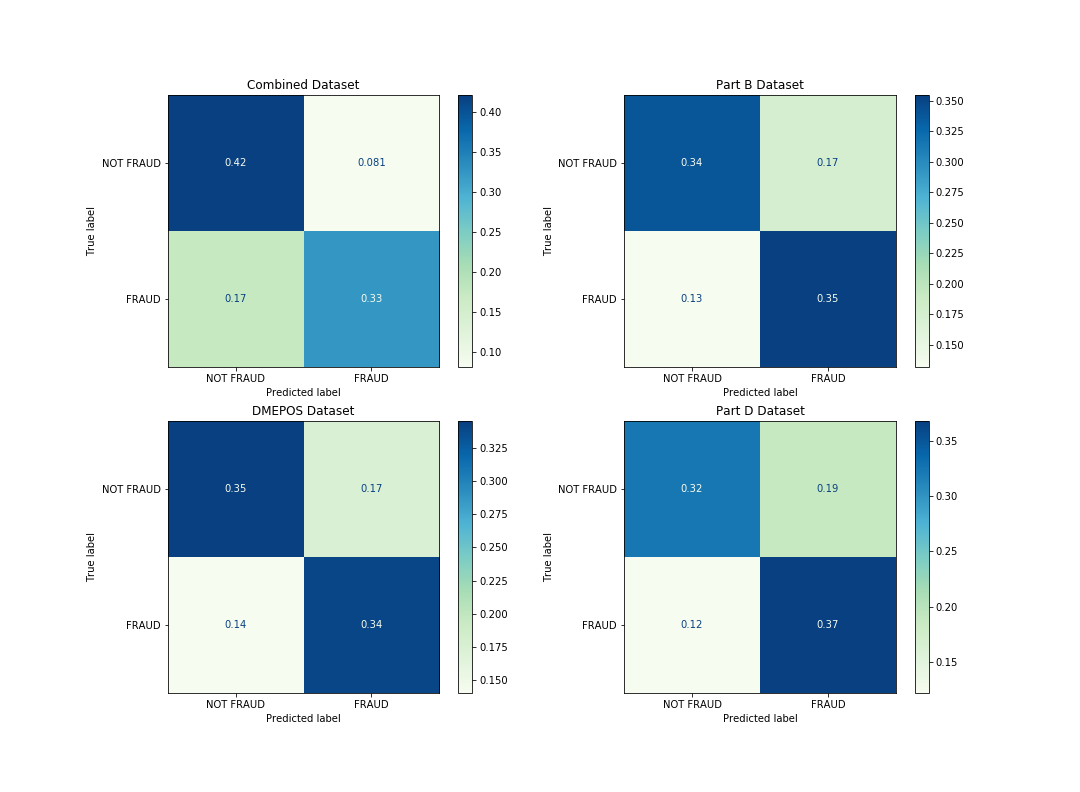 Combined Dataset
NOT FRAUD
0.42
0.081
FRAUD
0.17
0.33
True label
NOT FRAUD
FRAUD
Predicted label
0.40
0.35
0.30
0.25
0.20
0.15
0.10
Part B Dataset
NOT FRAUD
0.34
0.17
FRAUD
0.13
0.35
True label
NOT FRAUD
FRAUD
Predicted label
0.350
0.325
0.300
0.275
0.250
0.225
0.200
0.175
0.150
DMEPOS Dataset
NOT FRAUD
0.35
0.17
FRAUD
0.14
0.34
True label
NOT FRAUD
FRAUD
Predicted label
0.325
0.300
0.275
0.250
0.225
0.200
0.175
0.150
Part D Dataset
NOT FRAUD
0.32
0.19
FRAUD
0.12
0.37
True label
NOT FRAUD
FRAUD
Predicted label
0.35
0.30
0.25
0.20
0.15